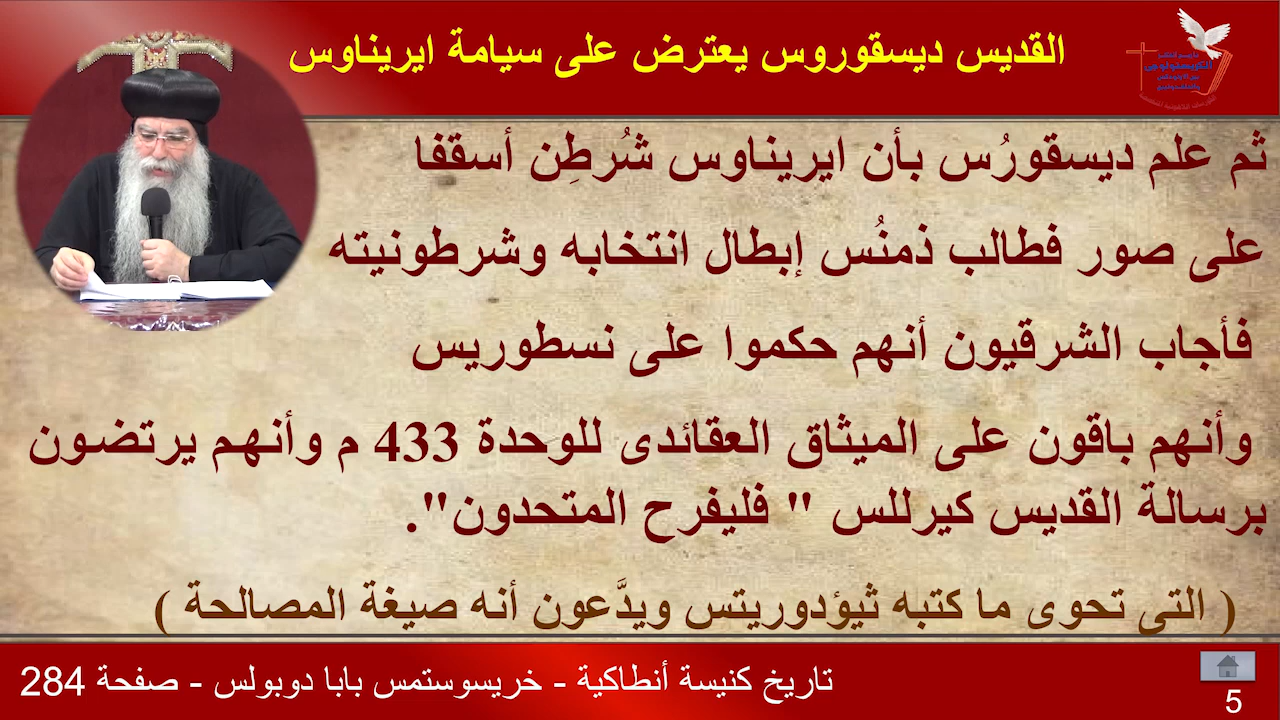 القديس ديسقوروس يعترض على سيامة ايريناوس
ثم علم ديسقورُس بأن ايريناوس شُرطِن أسقفا
على صور فطالب ذمنُس إبطال انتخابه وشرطونيته
فأجاب الشرقيون أنهم حكموا على نسطوريس
وأنهم باقون على الميثاق العقائدى للوحدة 433 م وأنهم يرتضون
برسالة القديس كيرللس " فليفرح المتحدون".
( التى تحوى ما كتبه ثيؤدوريتس ويدَّعون أنه صيغة المصالحة )
تاريخ كنيسة أنطاكية - خريسوستمس بابا دوبولس - صفحة 284
5